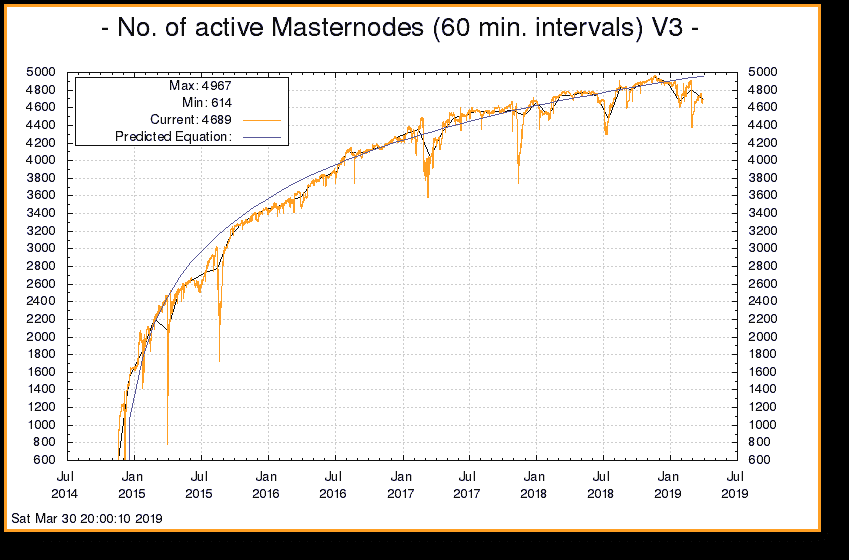 - No. of active Masternodes (60 min. intervals) V3 -
Max: 4967
Min: 614
Current: 4689
Predicted Equation:
5000 5000
4800 4800
4600 4600
4400 4400
4200 4200
4000 4000
3800 3800
3600 3600
3400 3400
3200 3200
3000 3000
2800 2800
2600 2600
2400 2400
2200 2200
2000 2000
1800 1800
1600 1600
1400 1400
1200 1200
1000 1000
800 800
600 600
Jul Jan Jul Jan Jul Jan Jul Jan Jul Jan Jul
2014 2015 2015 2016 2016 2017 2017 2018 2018 2019 2019
Sat Mar 30 20:00:10 2019